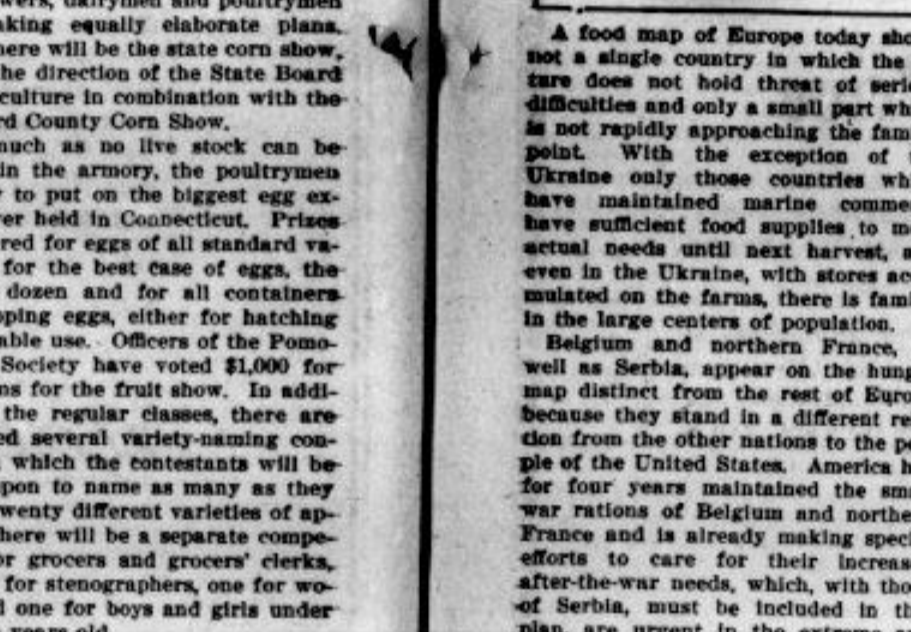 wers, dairymen and poultrymen
aking equally elaborate plans.
here will be the state corn show,
he direction of the State Board
culture in combination with the
rd County Corn Show.
much as no live stock can be
in the armory, the poultrymen
to put on the biggest egg ex-
er held in Connecticut. Prizes
red for eggs of all standard va-
for the best case of eggs, the
dozen and for all containers
pping eggs, either for hatching
able use. Officers of the Pomo-
Society have voted $1,000 for
ns for the fruit show. In addi-
the regular classes, there are
ed several variety-naming con-
which the contestants will be
pon to name as many as they
wenty different varieties of ap-
here will be a separate compe-
or grocers and grocers' clerks,
for stenographers, one for wo-
one for boys and girls under
years old.
A food map of Europe today sho
not a single country in which the
ture does not hold threat of seri
difficulties and only a small part wh
is not rapidly approaching the fam
point. With the exception of
Ukraine only those countries wh
have maintained marine comme
have sufficient food supplies to m
actual needs until next harvest,
even in the Ukraine, with stores ac
mulated on the farms, there is fami
in the large centers of population.
Belgium and northern France,
well as Serbia, appear on the hung
map distinct from the rest of Euro
because they stand in a different re
tion from the other nations to the pe
ple of the United States. America h
for four years maintained the sma
war rations of Belgium and northe
France and is already making speci
efforts to care for their increas
after-the-war needs, which, with tho
of Serbia, must be included in th
plan, are urgent in the extreme